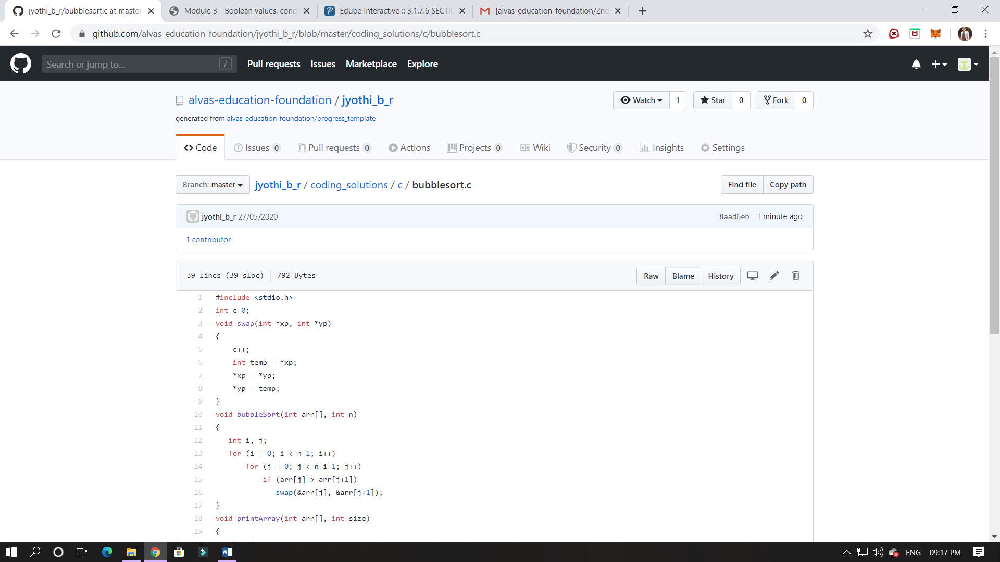 jyothi_b_r/bubblesort.c at master
Module 3 - Boolean values, cond
Edube Interactive :: 3.1.7.6 SECTIO
[alvas-education-foundation/2nd
github.com/alvas-education-foundation/jyothi_b_r/blob/master/coding_solutions/c/bubblesort.c
Search or jump to... /
Pull requests Issues Marketplace Explore
alvas-education-foundation / jyothi_b_r
Watch 1 Star 0 Fork 0
generated from alvas-education-foundation/progress_template
Code Issues 0 Pull requests 0 Actions Projects 0 Wiki Security 0 Insights Settings
Branch: master jyothi_b_r / coding_solutions / c / bubblesort.c
Find file Copy path
jyothi_b_r 27/05/2020
8aad6eb 1 minute ago
1 contributor
39 lines (39 sloc) 792 Bytes
Raw Blame History
1 #include <stdio.h>
2 int c=0;
3 void swap(int *xp, int *yp)
4 {
5 c++;
6 int temp = *xp;
7 *xp = *yp;
8 *yp = temp;
9 }
10 void bubbleSort(int arr[], int n)
11 {
12 int i, j;
13 for (i = 0; i < n-1; i++)
14 for (j = 0; j < n-i-1; j++)
15 if (arr[j] > arr[j+1])
16 swap(&arr[j], &arr[j+1]);
17 }
18 void printArray(int arr[], int size)
19 {
ENG 09:17 PM